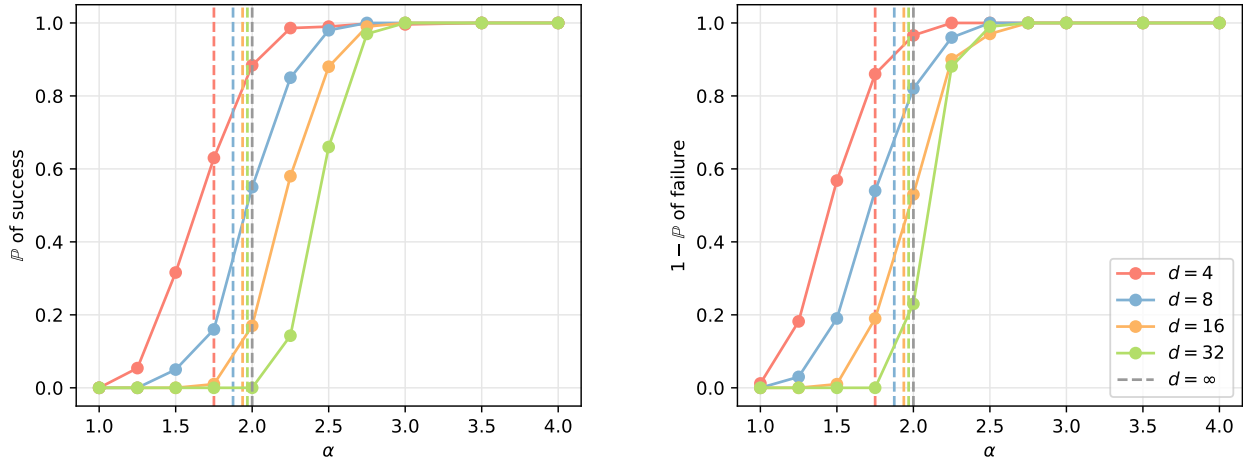 ℙ of success
1.0
0.8
0.6
0.4
0.2
0.0
1.0 1.5 2.0 2.5 3.0 3.5 4.0
α
1 − ℙ of failure
1.0
0.8
0.6
0.4
0.2
0.0
1.0 1.5 2.0 2.5 3.0 3.5 4.0
α
d = 4
d = 8
d = 16
d = 32
d = ∞